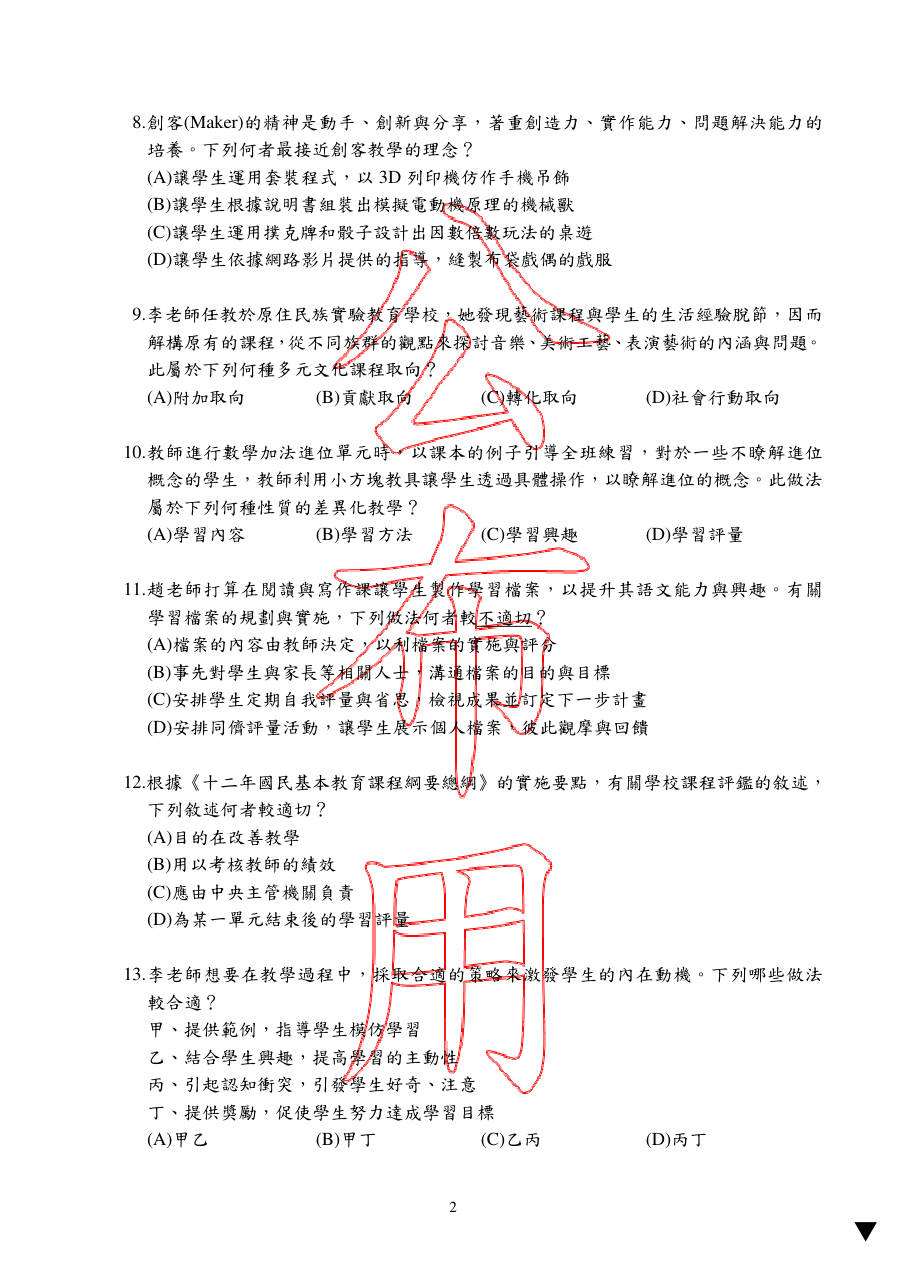 8.創客(Maker)的精神是動手、創新與分享，著重創造力、實作能力、問題解決能力的
培養。下列何者最接近創客教學的理念？
(A)讓學生運用套裝程式，以 3D 列印機仿作手機吊飾
(B)讓學生根據說明書組裝出模擬電動機原理的機械獸
(C)讓學生運用撲克牌和骰子設計出因數倍數玩法的桌遊
(D)讓學生依據網路影片提供的指導，縫製布袋戲偶的戲服
9.李老師任教於原住民族實驗教育學校，她發現藝術課程與學生的生活經驗脫節，因而
解構原有的課程，從不同族群的觀點來探討音樂、美術工藝、表演藝術的內涵與問題。
此屬於下列何種多元文化課程取向？
(A)附加取向 (B)貢獻取向 (C)轉化取向 (D)社會行動取向
10.教師進行數學加法進位單元時，以課本的例子引導全班練習，對於一些不瞭解進位
概念的學生，教師利用小方塊教具讓學生透過具體操作，以瞭解進位的概念。此做法
屬於下列何種性質的差異化教學？
(A)學習內容 (B)學習方法 (C)學習興趣 (D)學習評量
11.趙老師打算在閱讀與寫作課讓學生製作學習檔案，以提升其語文能力與興趣。有關
學習檔案的規劃與實施，下列做法何者較不適切？
(A)檔案的內容由教師決定，以利檔案的實施與評分
(B)事先對學生與家長等相關人士，溝通檔案的目的與目標
(C)安排學生定期自我評量與省思，檢視成果並訂定下一步計畫
(D)安排同儕評量活動，讓學生展示個人檔案，彼此觀摩與回饋
12.根據《十二年國民基本教育課程綱要總綱》的實施要點，有關學校課程評鑑的敘述，
下列敘述何者較適切？
(A)目的在改善教學
(B)用以考核教師的績效
(C)應由中央主管機關負責
(D)為某一單元結束後的學習評量
13.李老師想要在教學過程中，採取合適的策略來激發學生的內在動機。下列哪些做法
較合適？
甲、提供範例，指導學生模仿學習
乙、結合學生興趣，提高學習的主動性
丙、引起認知衝突，引發學生好奇、注意
丁、提供獎勵，促使學生努力達成學習目標
(A)甲乙 (B)甲丁 (C)乙丙 (D)丙丁
2
公
布
用